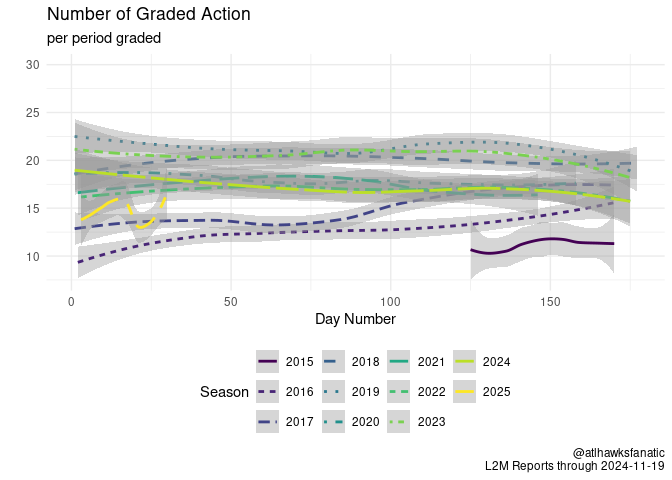 Number of Graded Action
per period graded
30
25
20
15
10
0 50 100 150
Day Number
Season
2015 2018 2021 2024
2016 2019 2022 2025
2017 2020 2023
@atlhawksfanatic
L2M Reports through 2024-11-19